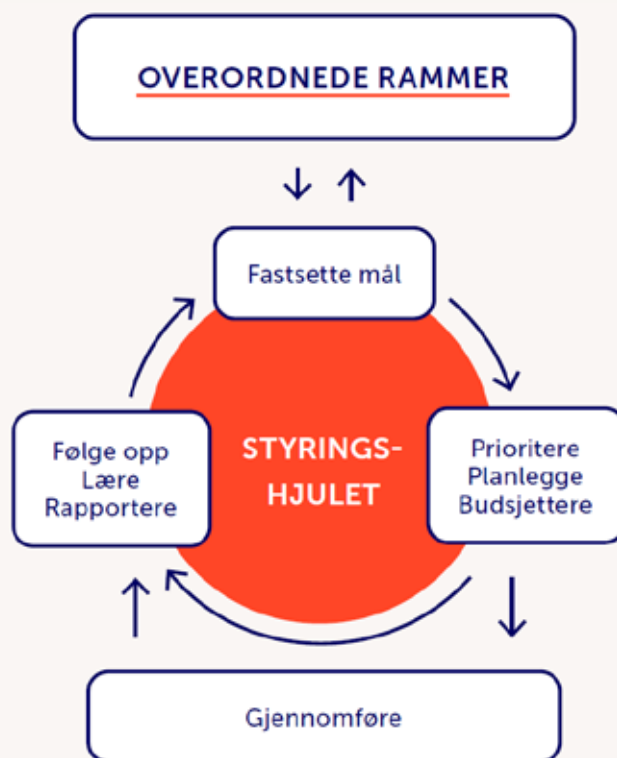 OVERORDNEDE RAMMER
Fastsette mål
Følge opp
Lære
Rapportere
STYRINGS-
HJULET
Prioritere
Planlegge
Budsjettere
Gjennomføre